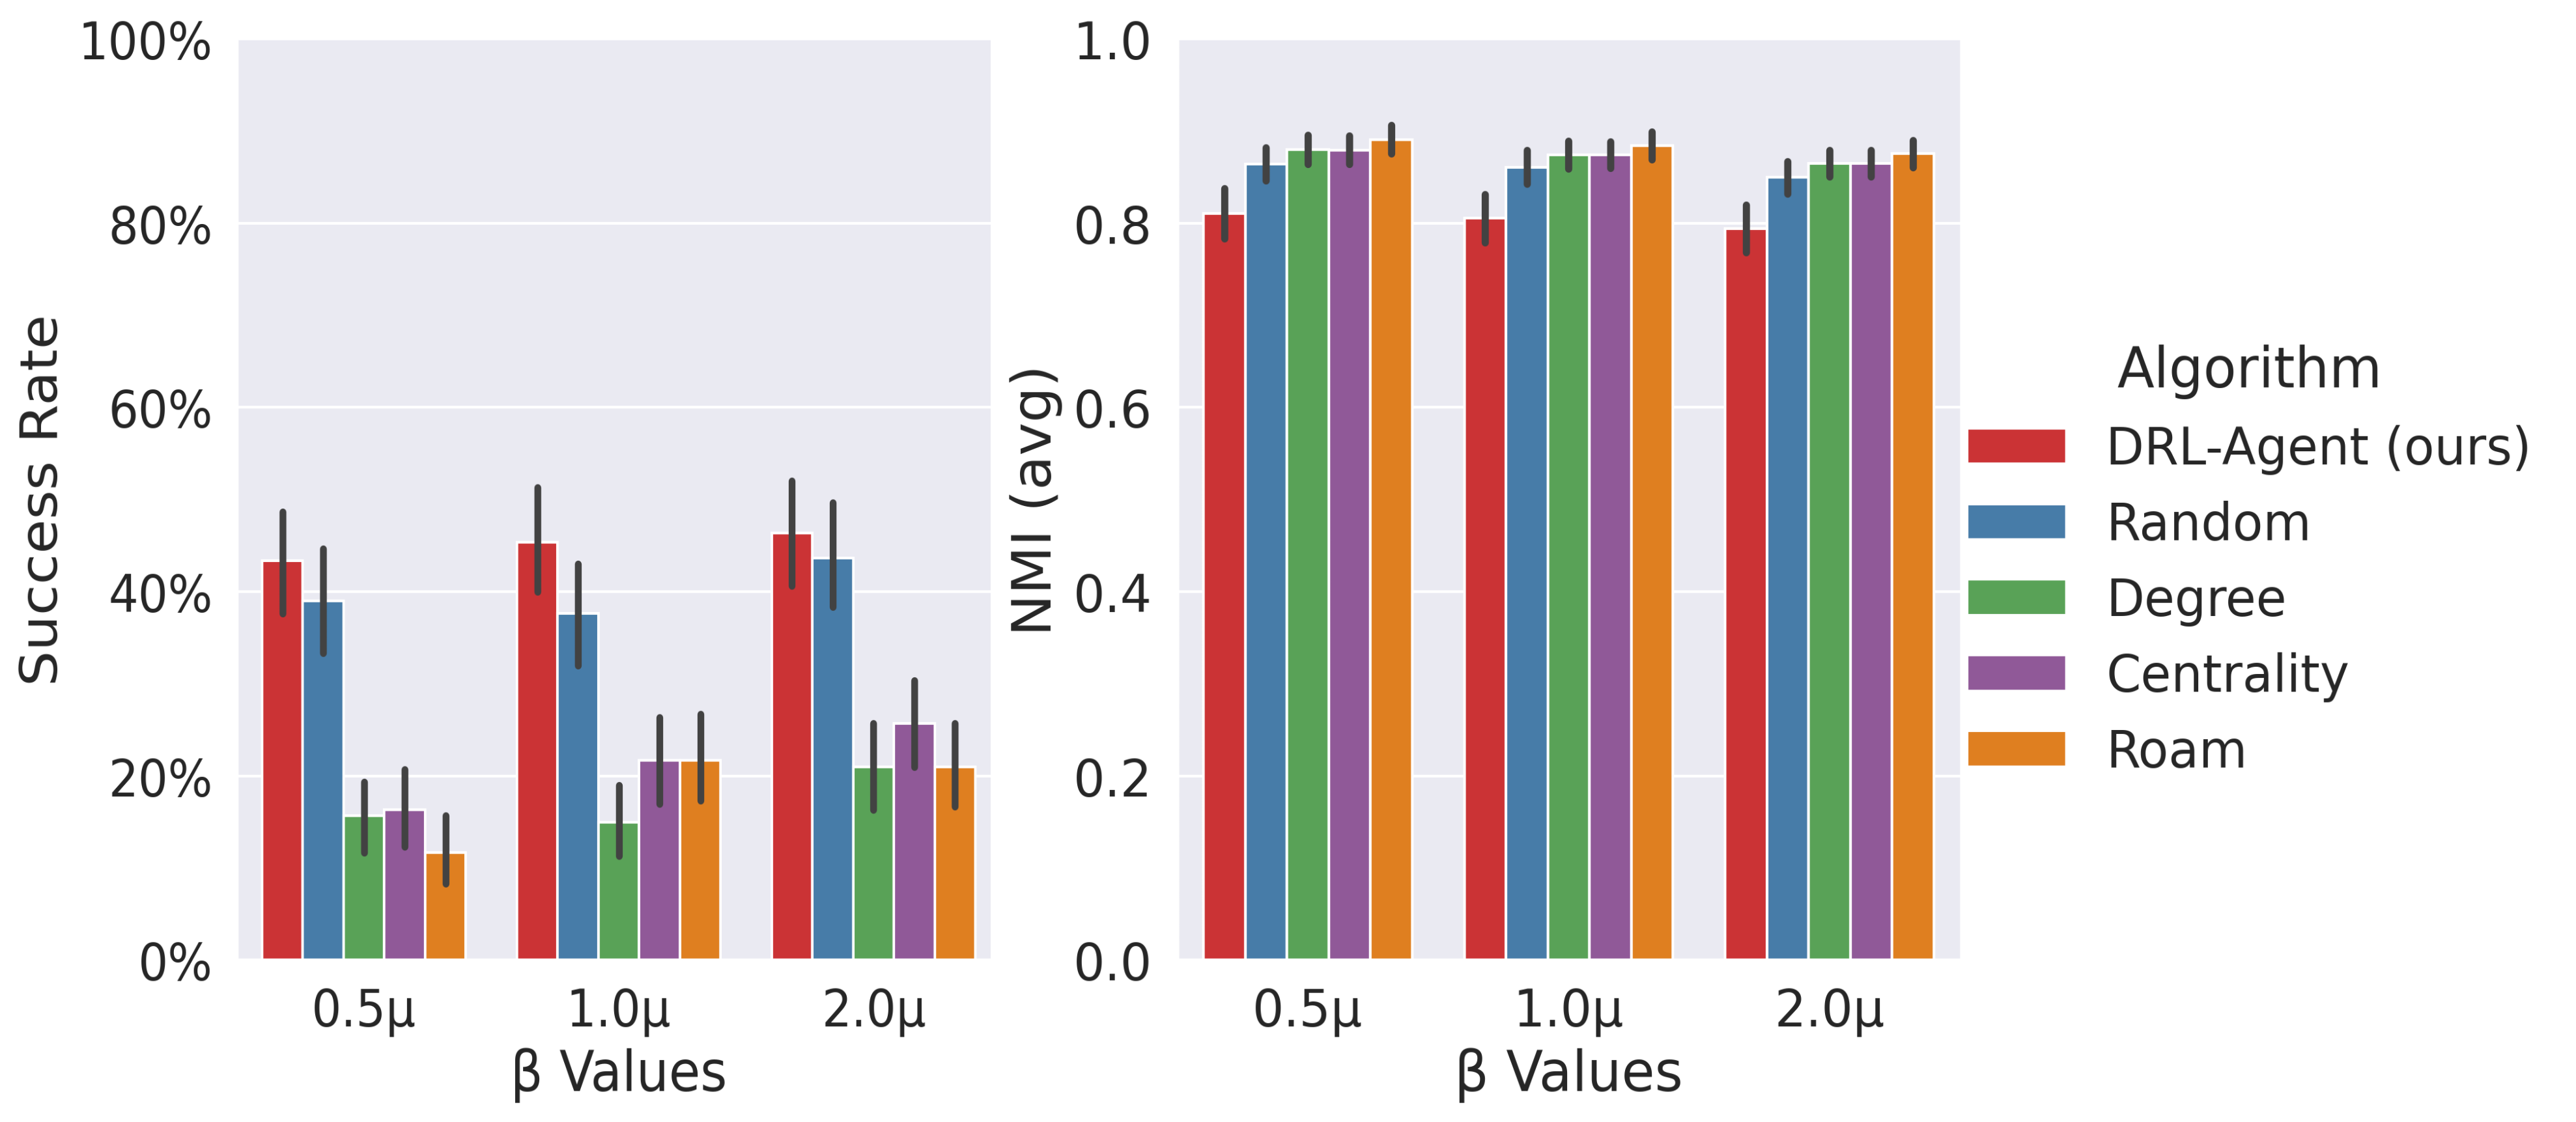 Success Rate
100%
80%
60%
40%
20%
0%
0.5μ 1.0μ 2.0μ
β Values
NMI (avg)
1.0
0.8
0.6
0.4
0.2
0.0
0.5μ 1.0μ 2.0μ
β Values
Algorithm
DRL-Agent (ours)
Random
Degree
Centrality
Roam